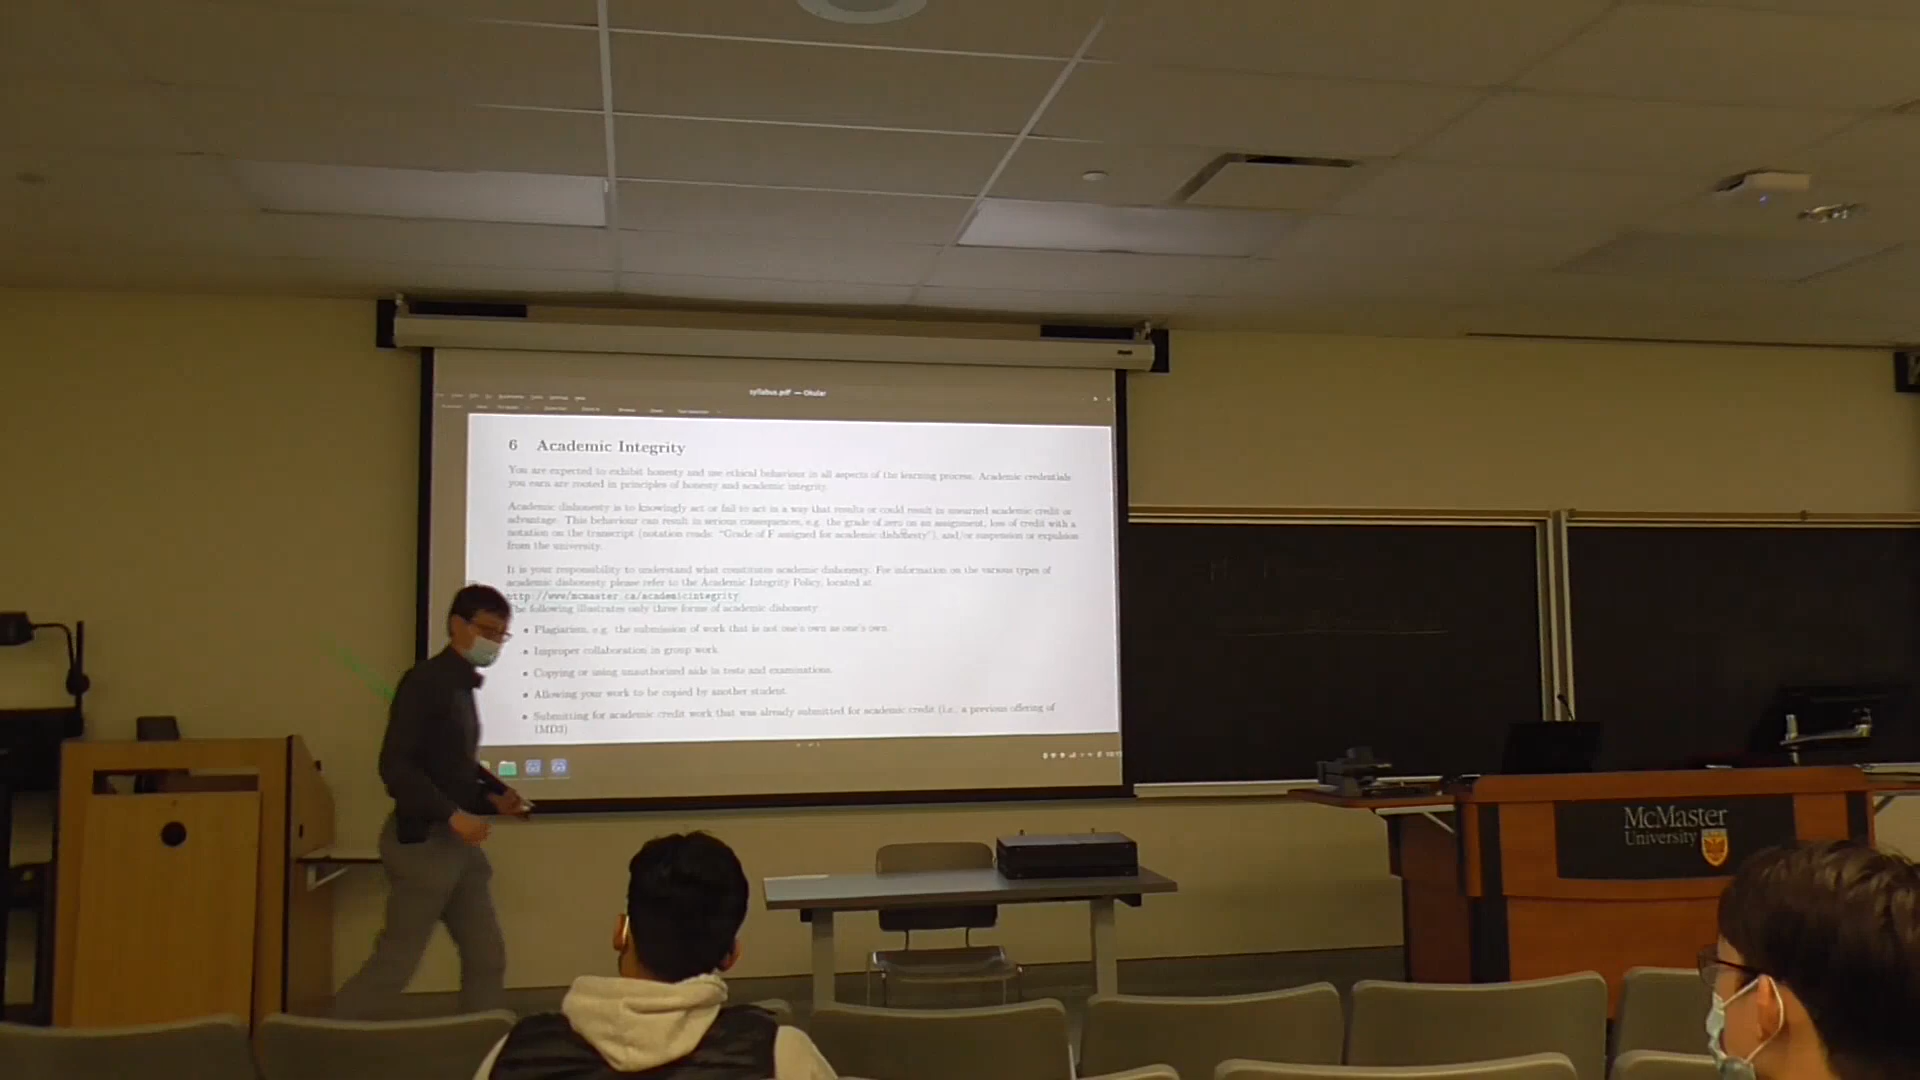 syllabus.pdf — Okular
6 Academic Integrity
You are expected to exhibit honesty and use ethical behaviour in all aspects of the learning process. Academic credentials
you earn are rooted in principles of honesty and academic integrity.
Academic dishonesty is to knowingly act or fail to act in a way that results or could result in unearned academic credit or
advantage. This behaviour can result in serious consequences, e.g. the grade of zero on an assignment, loss of credit with a
notation on the transcript (notation reads: "Grade of F assigned for academic dishonesty"), and/or suspension or expulsion
from the university.
It is your responsibility to understand what constitutes academic dishonesty. For information on the various types of
academic dishonesty please refer to the Academic Integrity Policy, located at
http://www/mcmaster.ca/academicintegrity
The following illustrates only three forms of academic dishonesty
• Plagiarism, e.g. the submission of work that is not one's own as one's own.
• Improper collaboration in group work.
• Copying or using unauthorized aids in tests and examinations.
• Allowing your work to be copied by another student.
• Submitting for academic credit work that was already submitted for academic credit (i.e., a previous offering of
1MD3)
McMaster
University